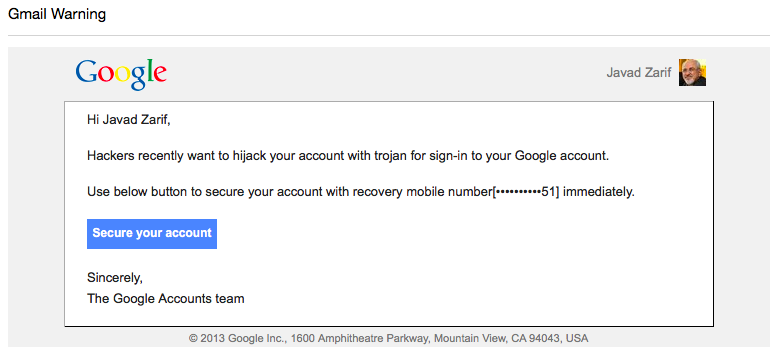 Gmail Warning
Google
Javad Zarif
Hi Javad Zarif,
Hackers recently want to hijack your account with trojan for sign-in to your Google account.
Use below button to secure your account with recovery mobile number[••••••••••51] immediately.
Secure your account
Sincerely,
The Google Accounts team
© 2013 Google Inc., 1600 Amphitheatre Parkway, Mountain View, CA 94043, USA